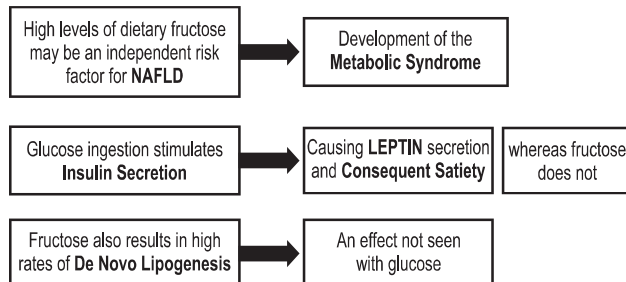 High levels of dietary fructose
may be an independent risk
factor for NAFLD
Development of the
Metabolic Syndrome
Glucose ingestion stimulates
Insulin Secretion
Causing LEPTIN secretion
and Consequent Satiety
whereas fructose
does not
Fructose also results in high
rates of De Novo Lipogenesis
An effect not seen
with glucose